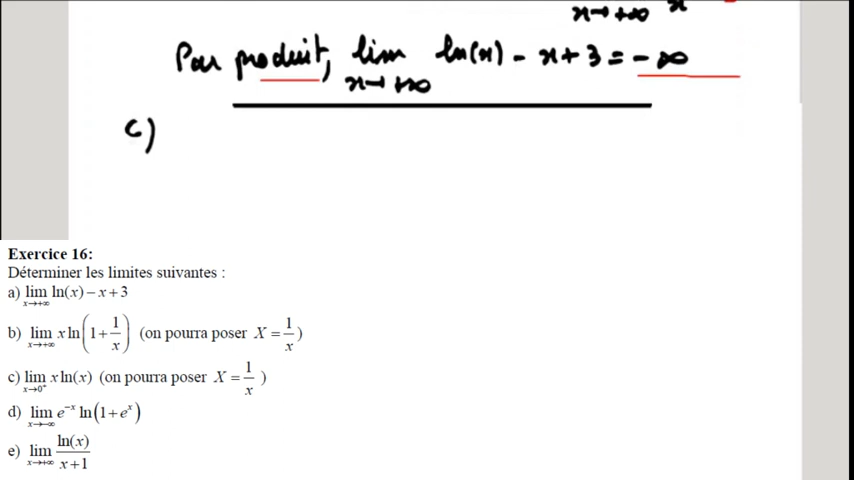 x→+∞ x
Par produit, lim ln(x) - x + 3 = - ∞
x→+∞
c)
Exercice 16:
Déterminer les limites suivantes :
a) lim ln(x) − x + 3
x→+∞
b) lim x ln(1 + 1/x) (on pourra poser X = 1/x)
x→+∞
c) lim x ln(x) (on pourra poser X = 1/x )
x→0⁺
d) lim e⁻ˣ ln(1 + eˣ)
x→−∞
e) lim ln(x)/x + 1
x→+∞